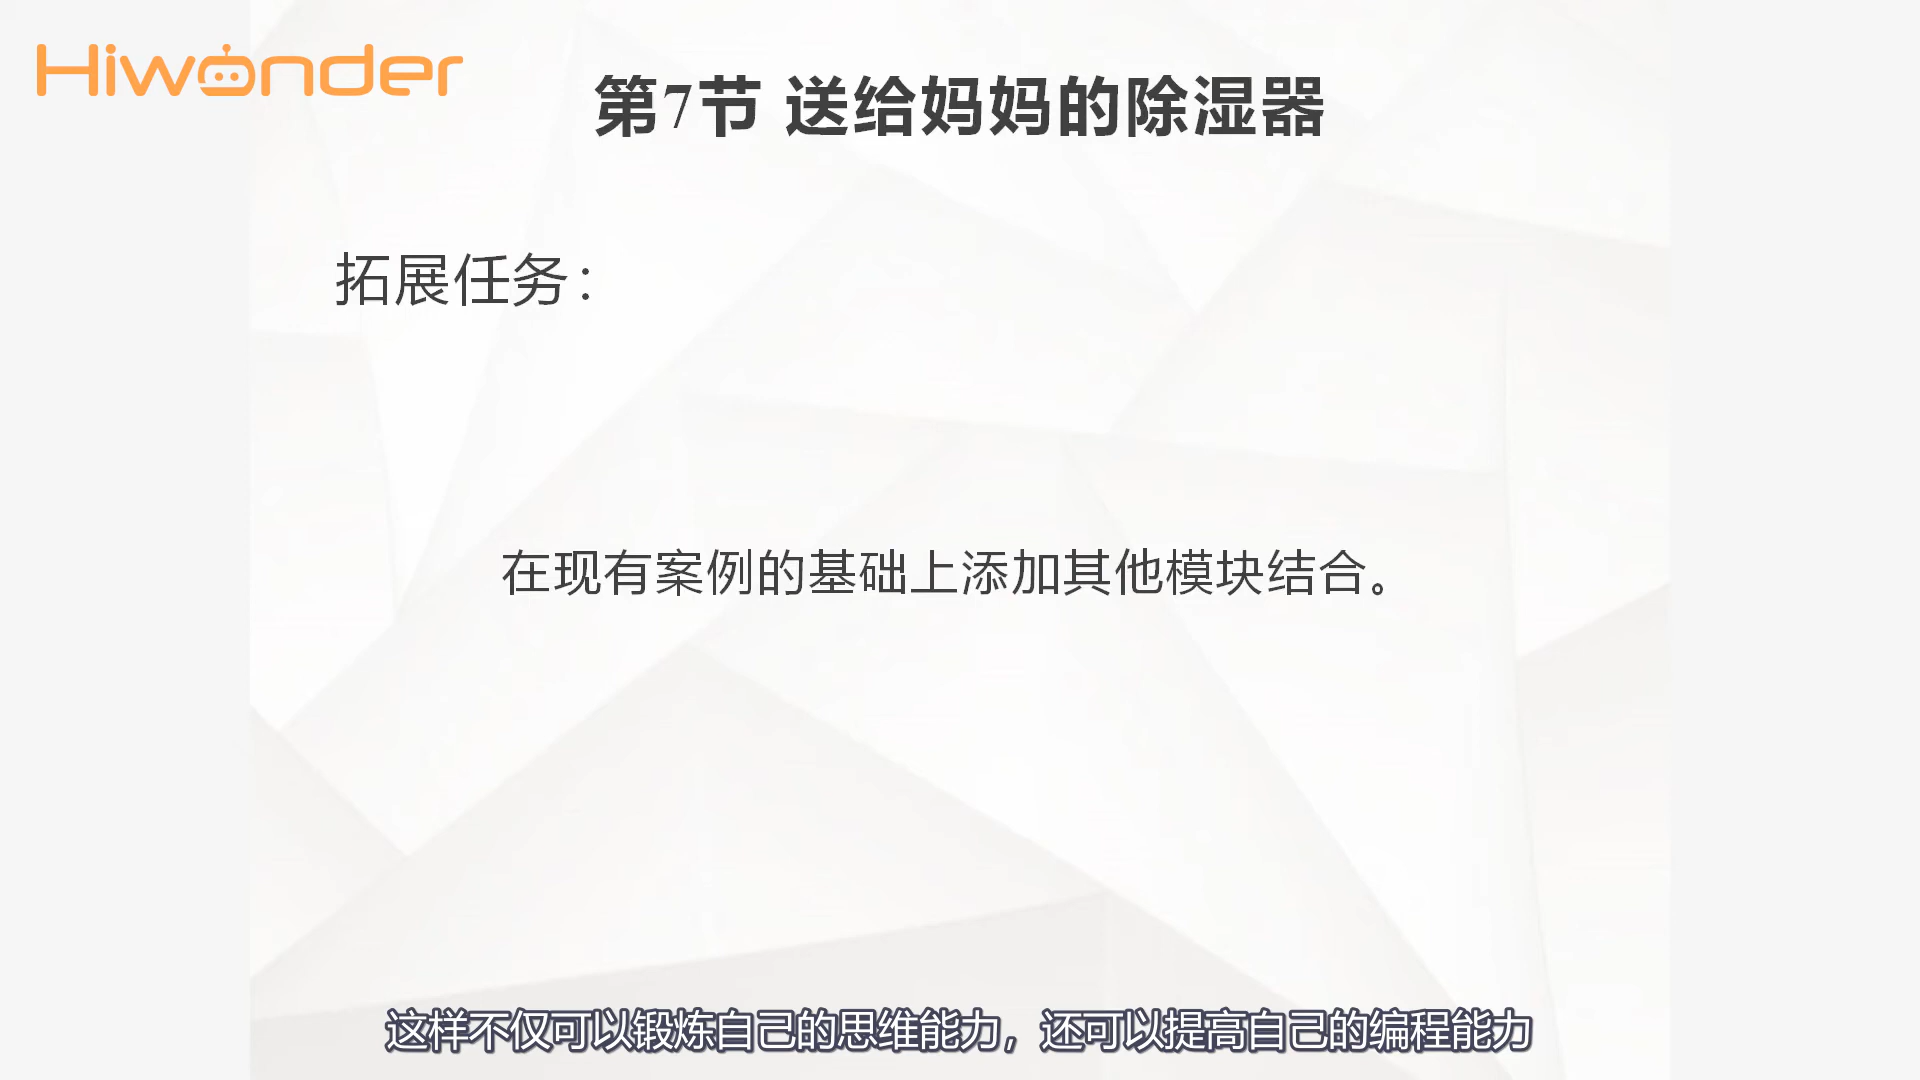 Hiwonder
第7节 送给妈妈的除湿器
拓展任务：
在现有案例的基础上添加其他模块结合。
这样不仅可以锻炼自己的思维能力，还可以提高自己的编程能力